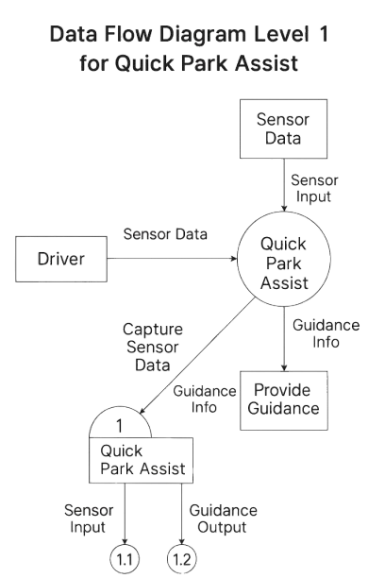 Data Flow Diagram Level 1
for Quick Park Assist
Sensor
Data
Sensor
Input
Sensor Data
Driver
Quick
Park
Assist
Capture
Sensor
Data
Guidance
Info
Guidance
Info
Provide
Guidance
1
Quick
Park Assist
Sensor
Input
Guidance
Output
1.1
1.2